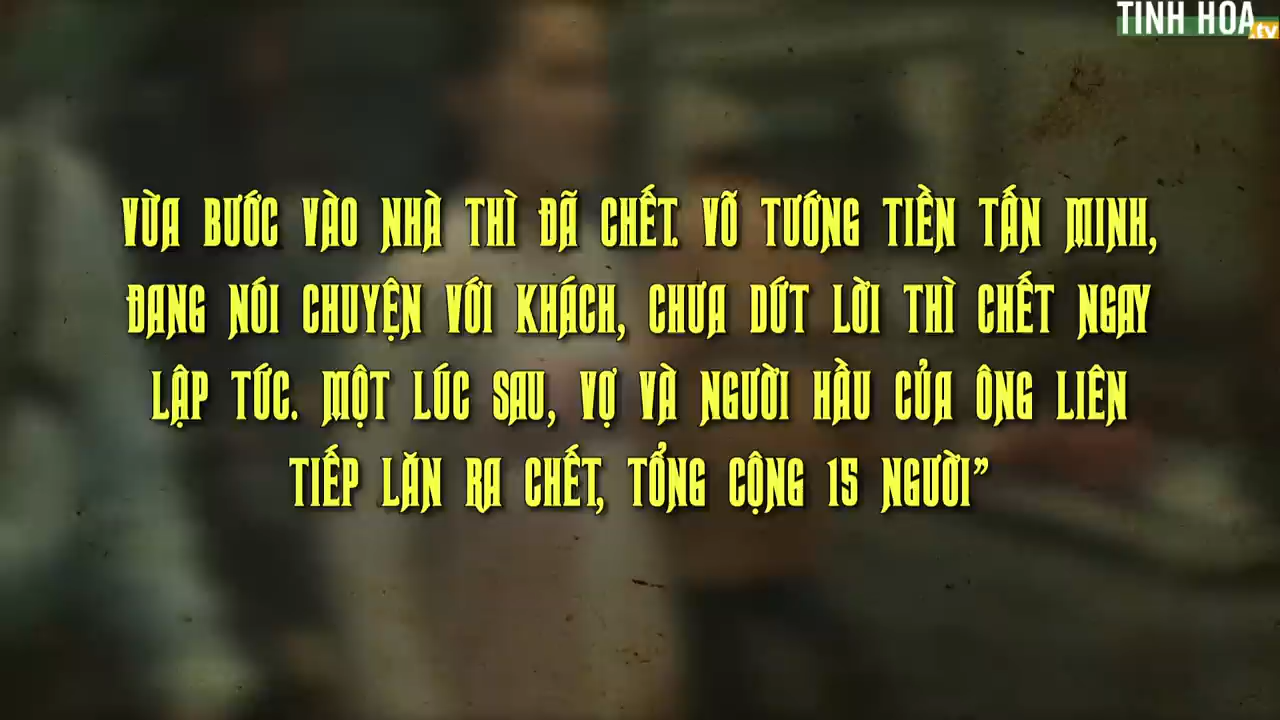 TINH HOA
.tv
VỪA BƯỚC VÀO NHÀ THÌ ĐÃ CHẾT. VÕ TƯỚNG TIỀN TẤN MINH,
ĐANG NÓI CHUYỆN VỚI KHÁCH, CHƯA DỨT LỜI THÌ CHẾT NGAY
LẬP TỨC. MỘT LÚC SAU, VỢ VÀ NGƯỜI HẦU CỦA ÔNG LIÊN
TIẾP LĂN RA CHẾT, TỔNG CỘNG 15 NGƯỜI”